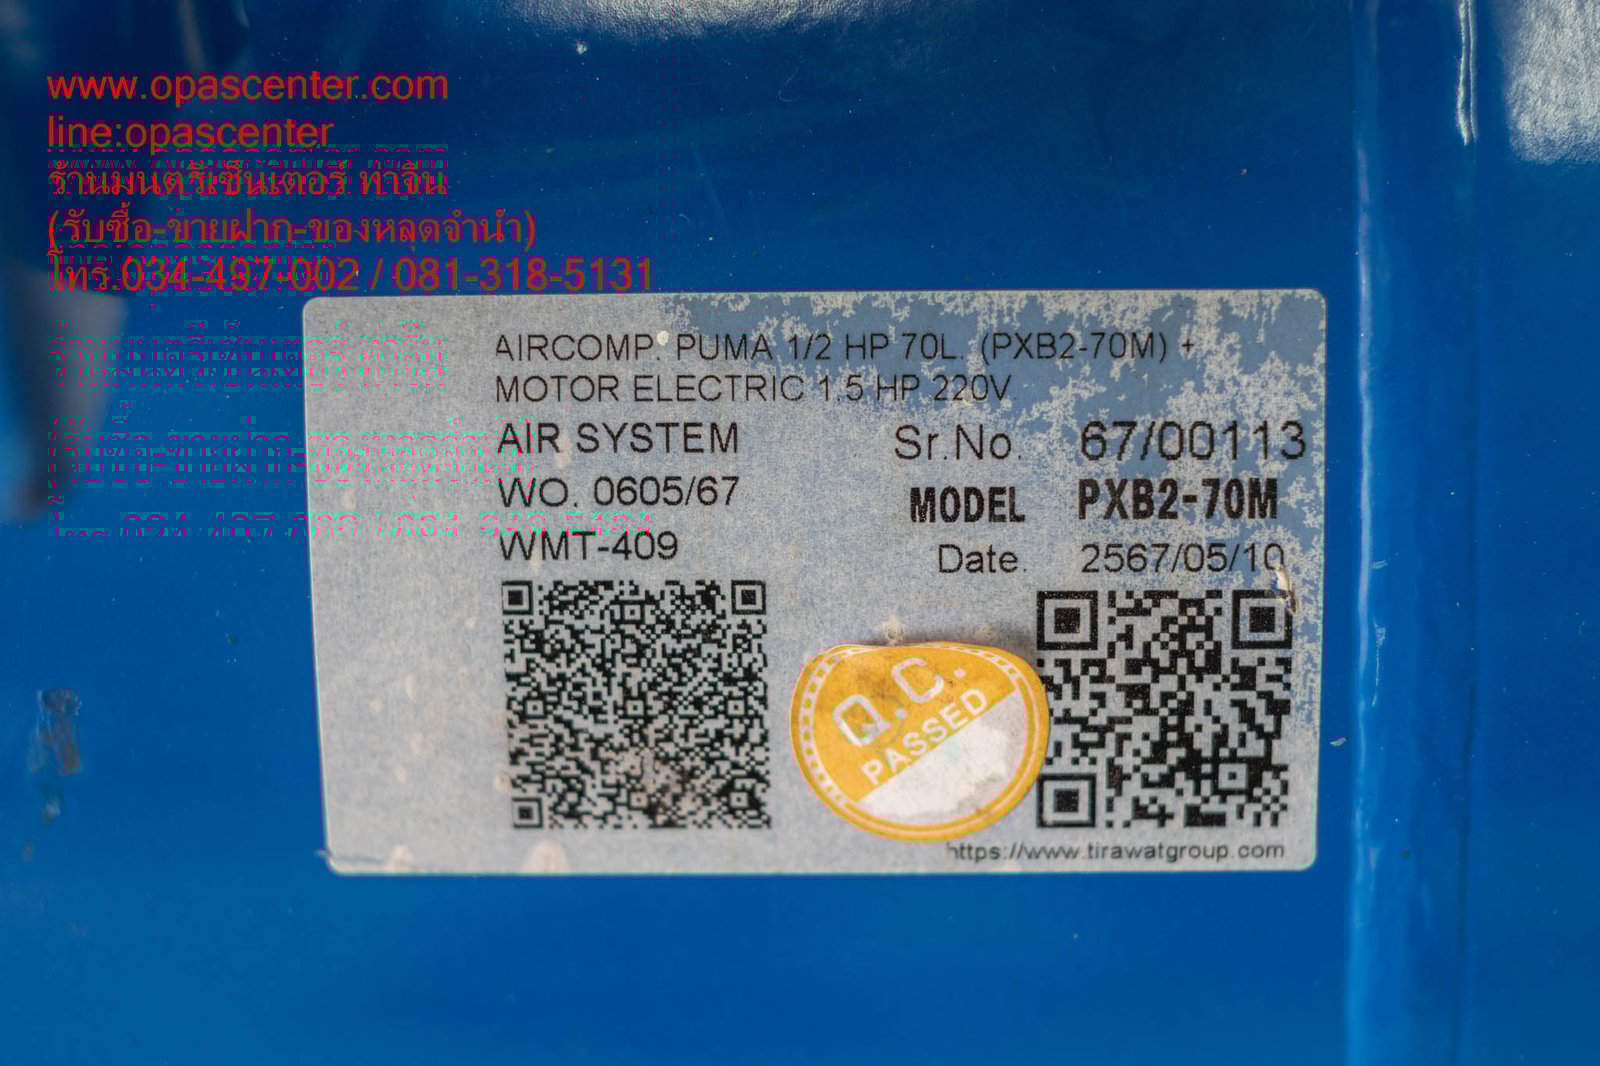 www.opascenter.com
line:opascenter
ร้านมนตรีเซ็นเตอร์ ท่าจีน
(รับซื้อ-ขายฝาก-ของหลุดจำนำ)
โทร.034-497-002 / 081-318-5131
AIRCOMP. PUMA 1/2 HP 70L. (PXB2-70M) +
MOTOR ELECTRIC 1.5 HP 220V.
AIR SYSTEM Sr.No. 67/00113
WO. 0605/67 MODEL PXB2-70M
WMT-409 Date. 2567/05/10
Q.C.
PASSED
https://www.tirawatgroup.com